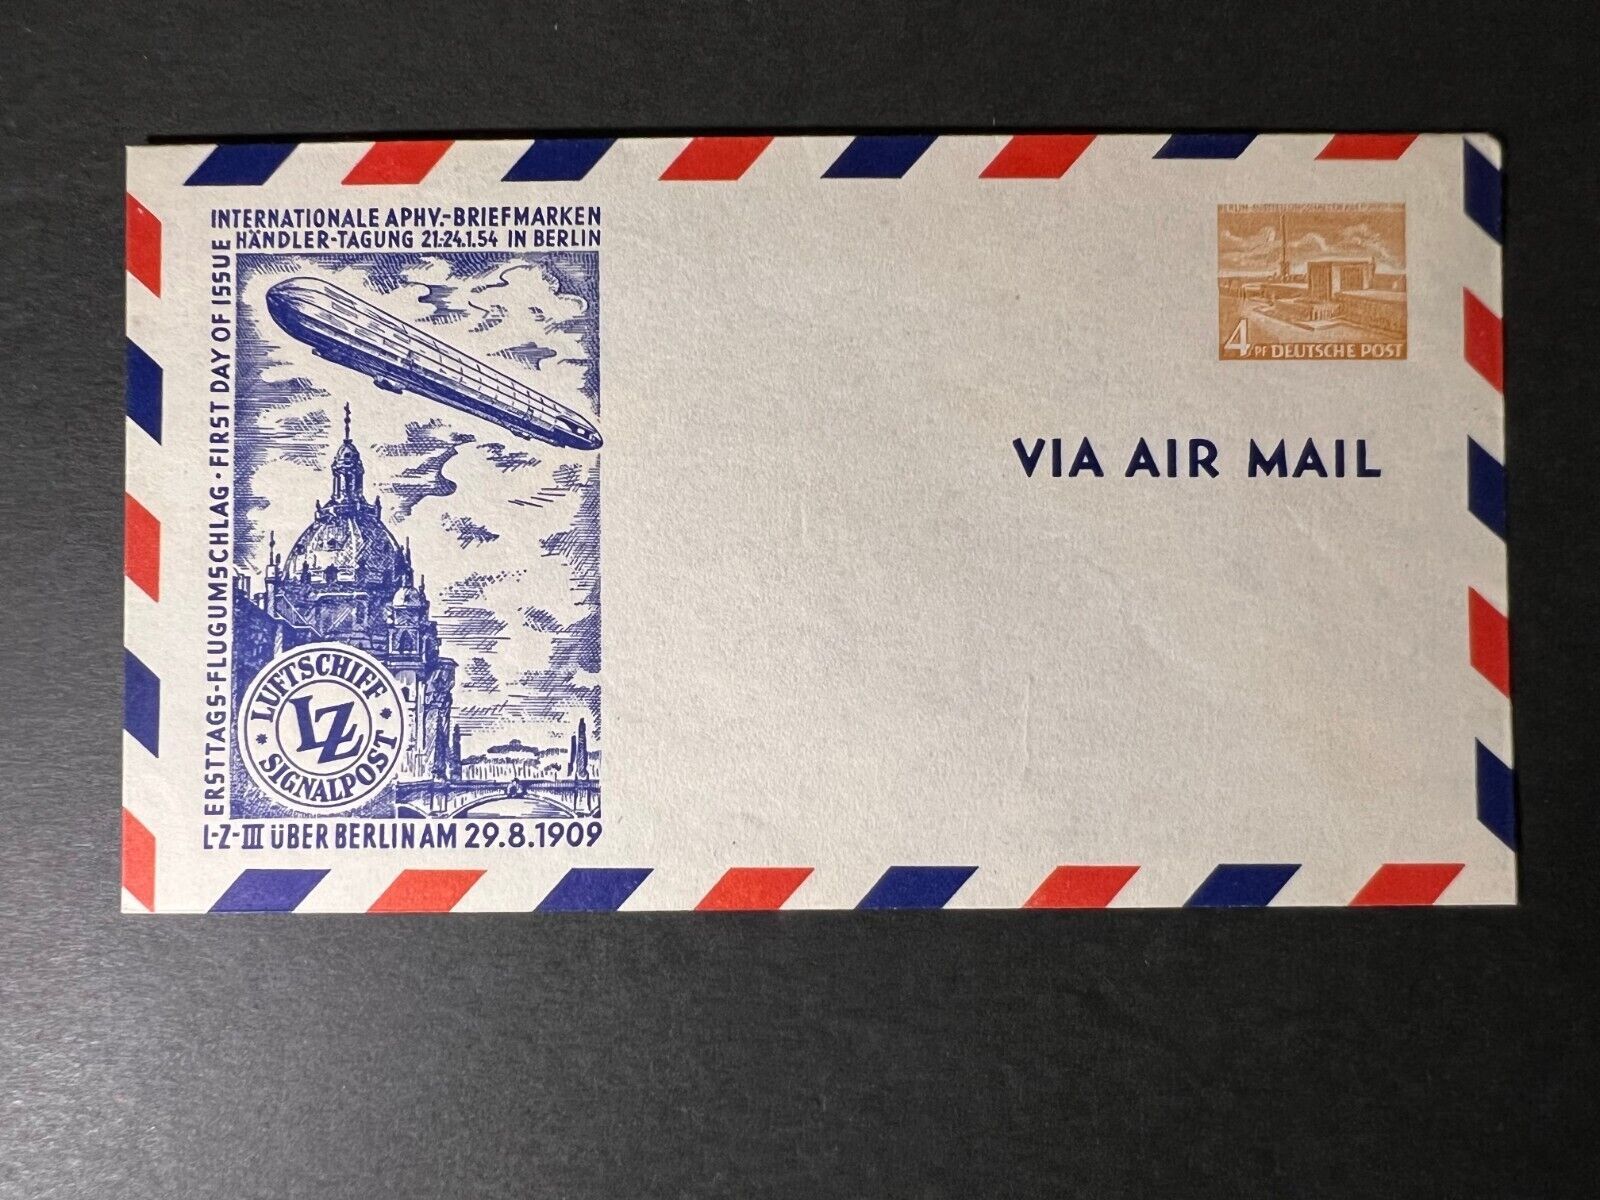 INTERNATIONALE APHV.-BRIEFMARKEN
HÄNDLER-TAGUNG 21.-24.1.54 IN BERLIN
ERSTTAGS-FLUGUMSCHLAG · FIRST DAY OF ISSUE
LUFTSCHIFF
LZ
SIGNALPOST
L-Z-III ÜBER BERLIN AM 29.8.1909
BERLIN
4 PF DEUTSCHE POST
VIA AIR MAIL